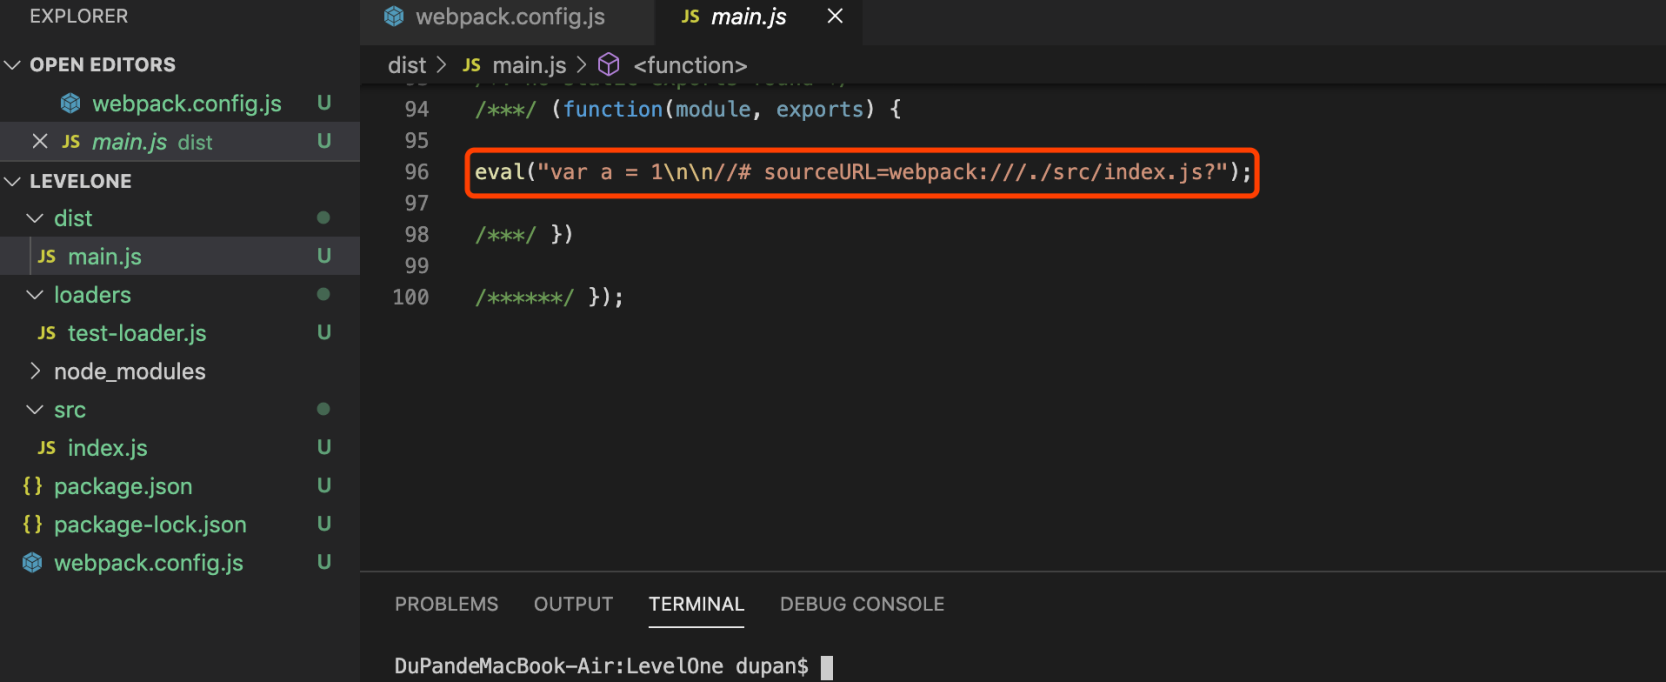 EXPLORER
OPEN EDITORS
webpack.config.js U
JS main.js dist U
LEVELONE
dist
JS main.js U
loaders
JS test-loader.js U
node_modules
src
JS index.js U
{} package.json U
{} package-lock.json U
webpack.config.js U
webpack.config.js
JS main.js
dist > JS main.js > <function>
94 /***/ (function(module, exports) {
95
96 eval("var a = 1\n\n//# sourceURL=webpack:///./src/index.js?");
97
98 /***/ })
99
100 /******/ });
PROBLEMS OUTPUT TERMINAL DEBUG CONSOLE
DuPandeMacBook-Air:LevelOne dupan$